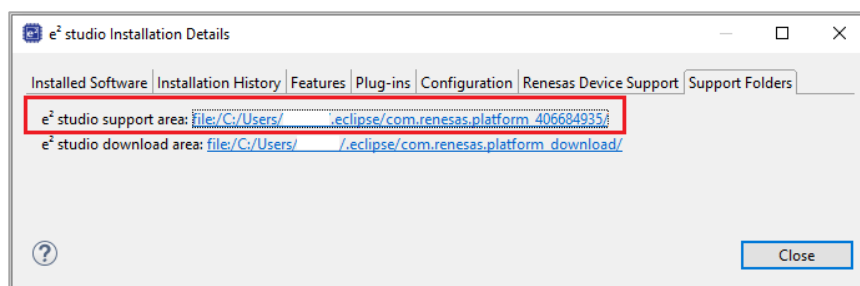 e² studio Installation Details
Installed Software Installation History Features Plug-ins Configuration Renesas Device Support Support Folders
e² studio support area: file:/C:/Users/ /.eclipse/com.renesas.platform_406684935/
e² studio download area: file:/C:/Users/ /.eclipse/com.renesas.platform_download/
Close